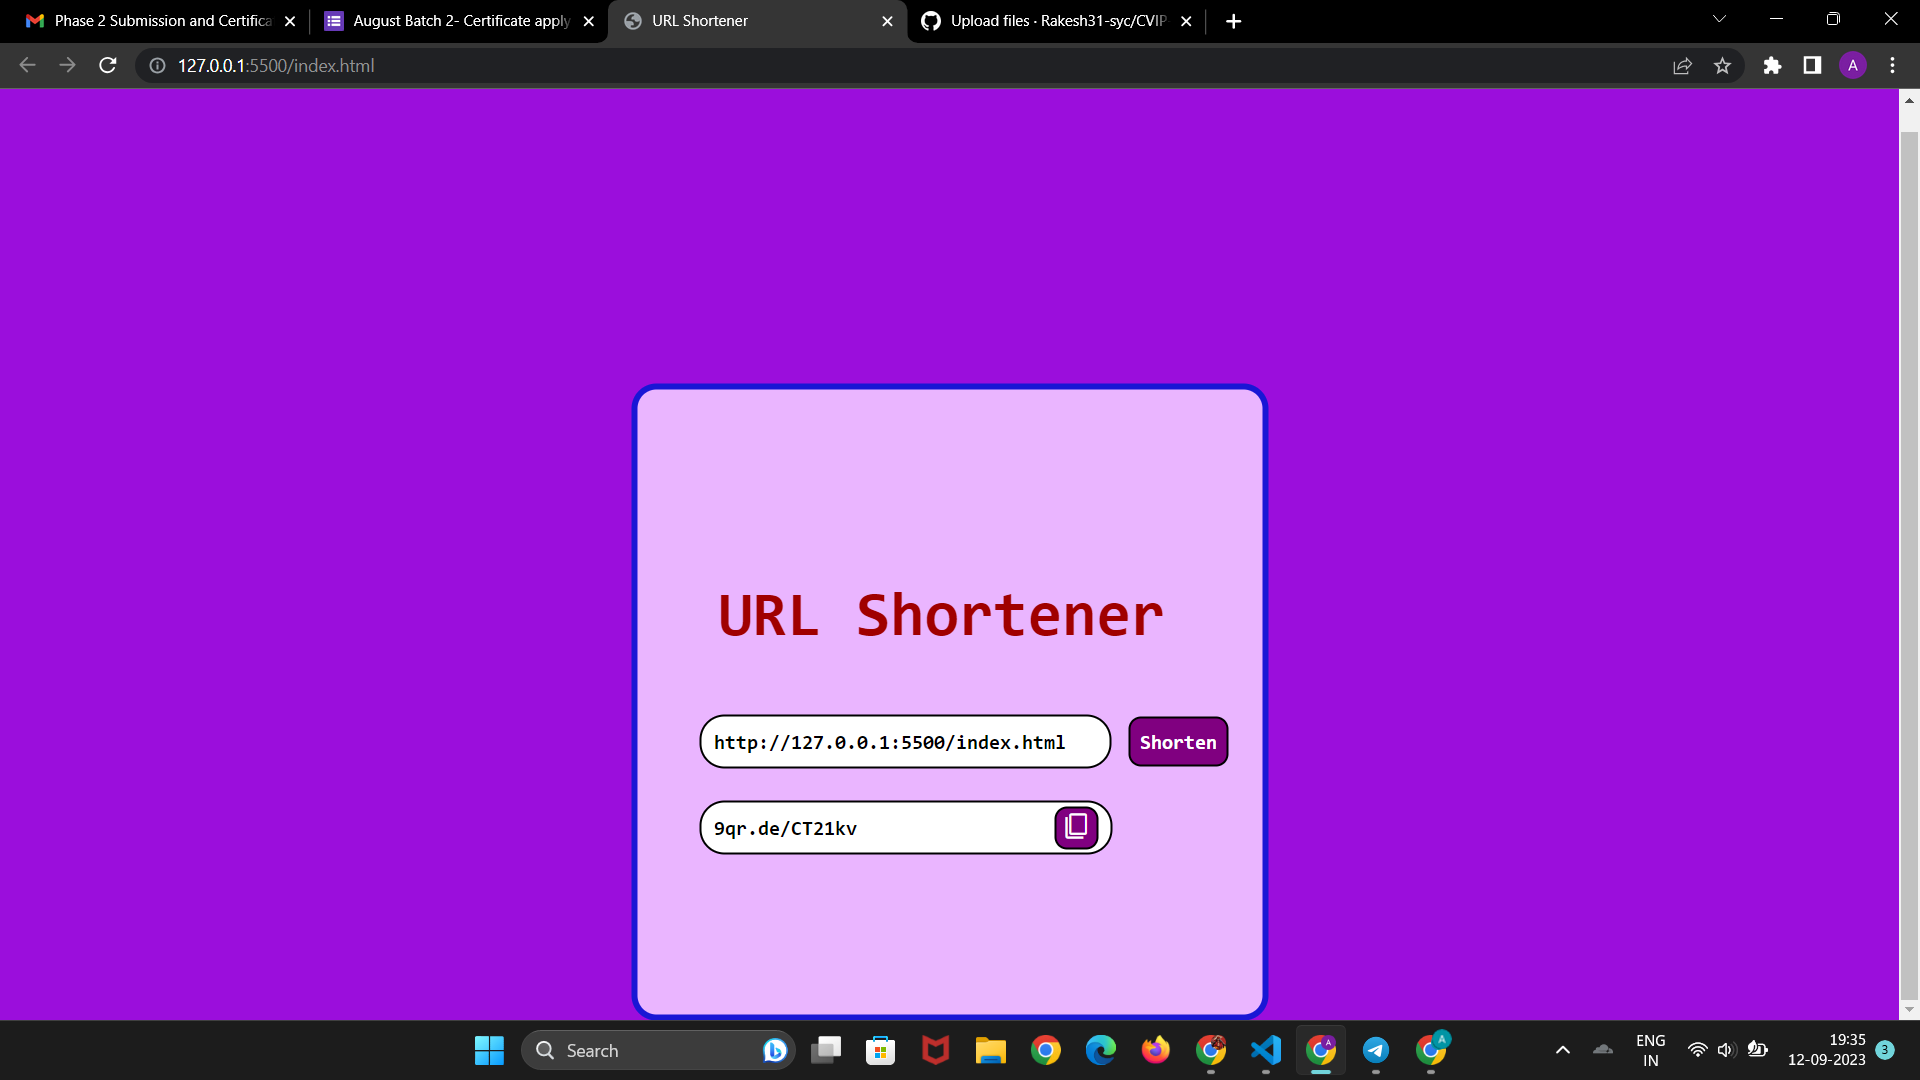 Phase 2 Submission and Certifica
August Batch 2- Certificate apply
URL Shortener
Upload files · Rakesh31-syc/CVIP-
127.0.0.1:5500/index.html
A
URL Shortener
http://127.0.0.1:5500/index.html
Shorten
9qr.de/CT21kv
Search
A
A
ENG
IN
19:35
12-09-2023
3